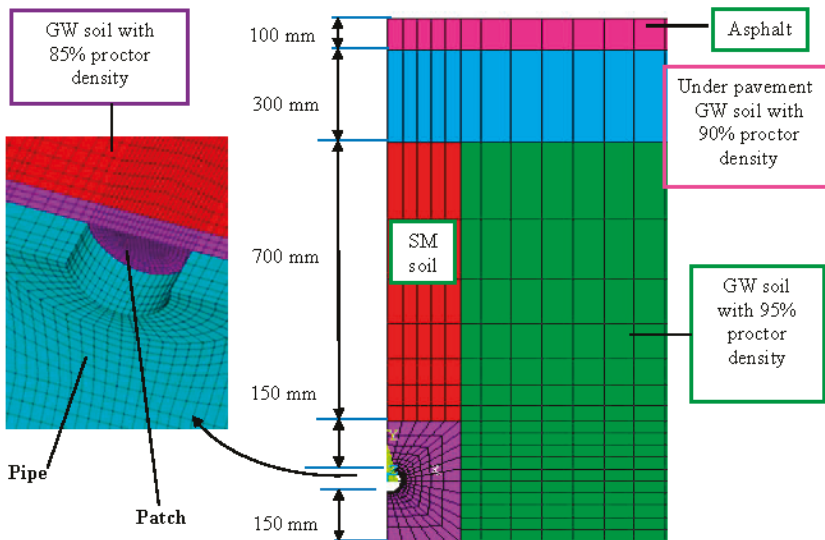 GW soil with
85% proctor
density
100 mm
300 mm
700 mm
150 mm
150 mm
Asphalt
Under pavement
GW soil with
90% proctor
density
SM
soil
GW soil
with 95%
proctor
density
Pipe
Patch